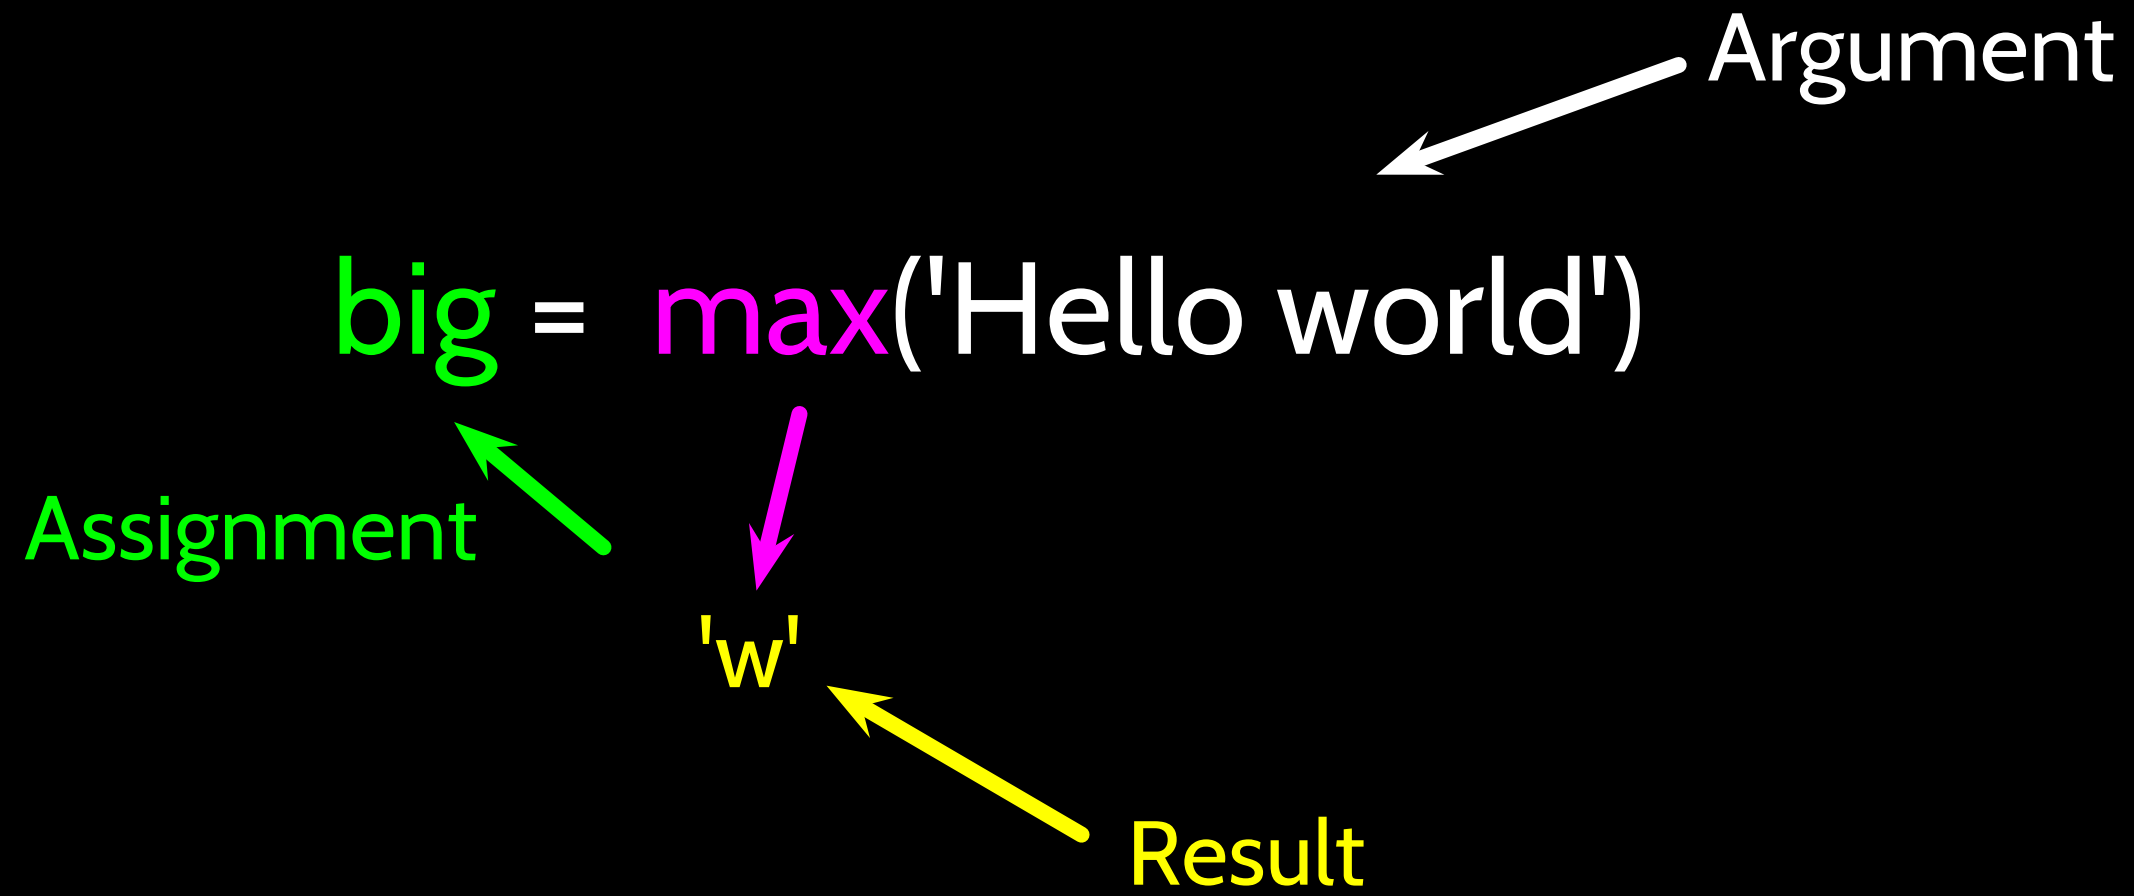 Argument
big = max('Hello world')
Assignment
'w'
Result